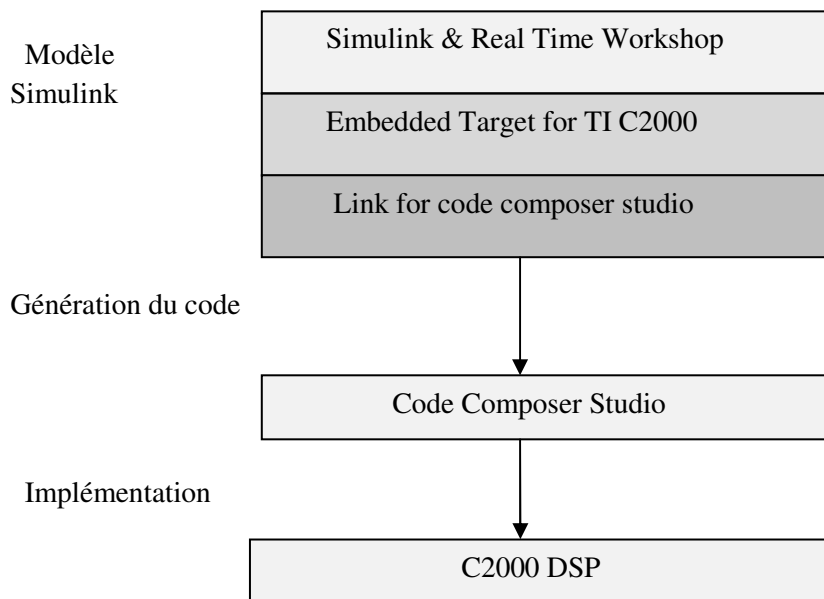 Simulink & Real Time Workshop
Modèle
Simulink
Embedded Target for TI C2000
Link for code composer studio
Génération du code
Code Composer Studio
Implémentation
C2000 DSP